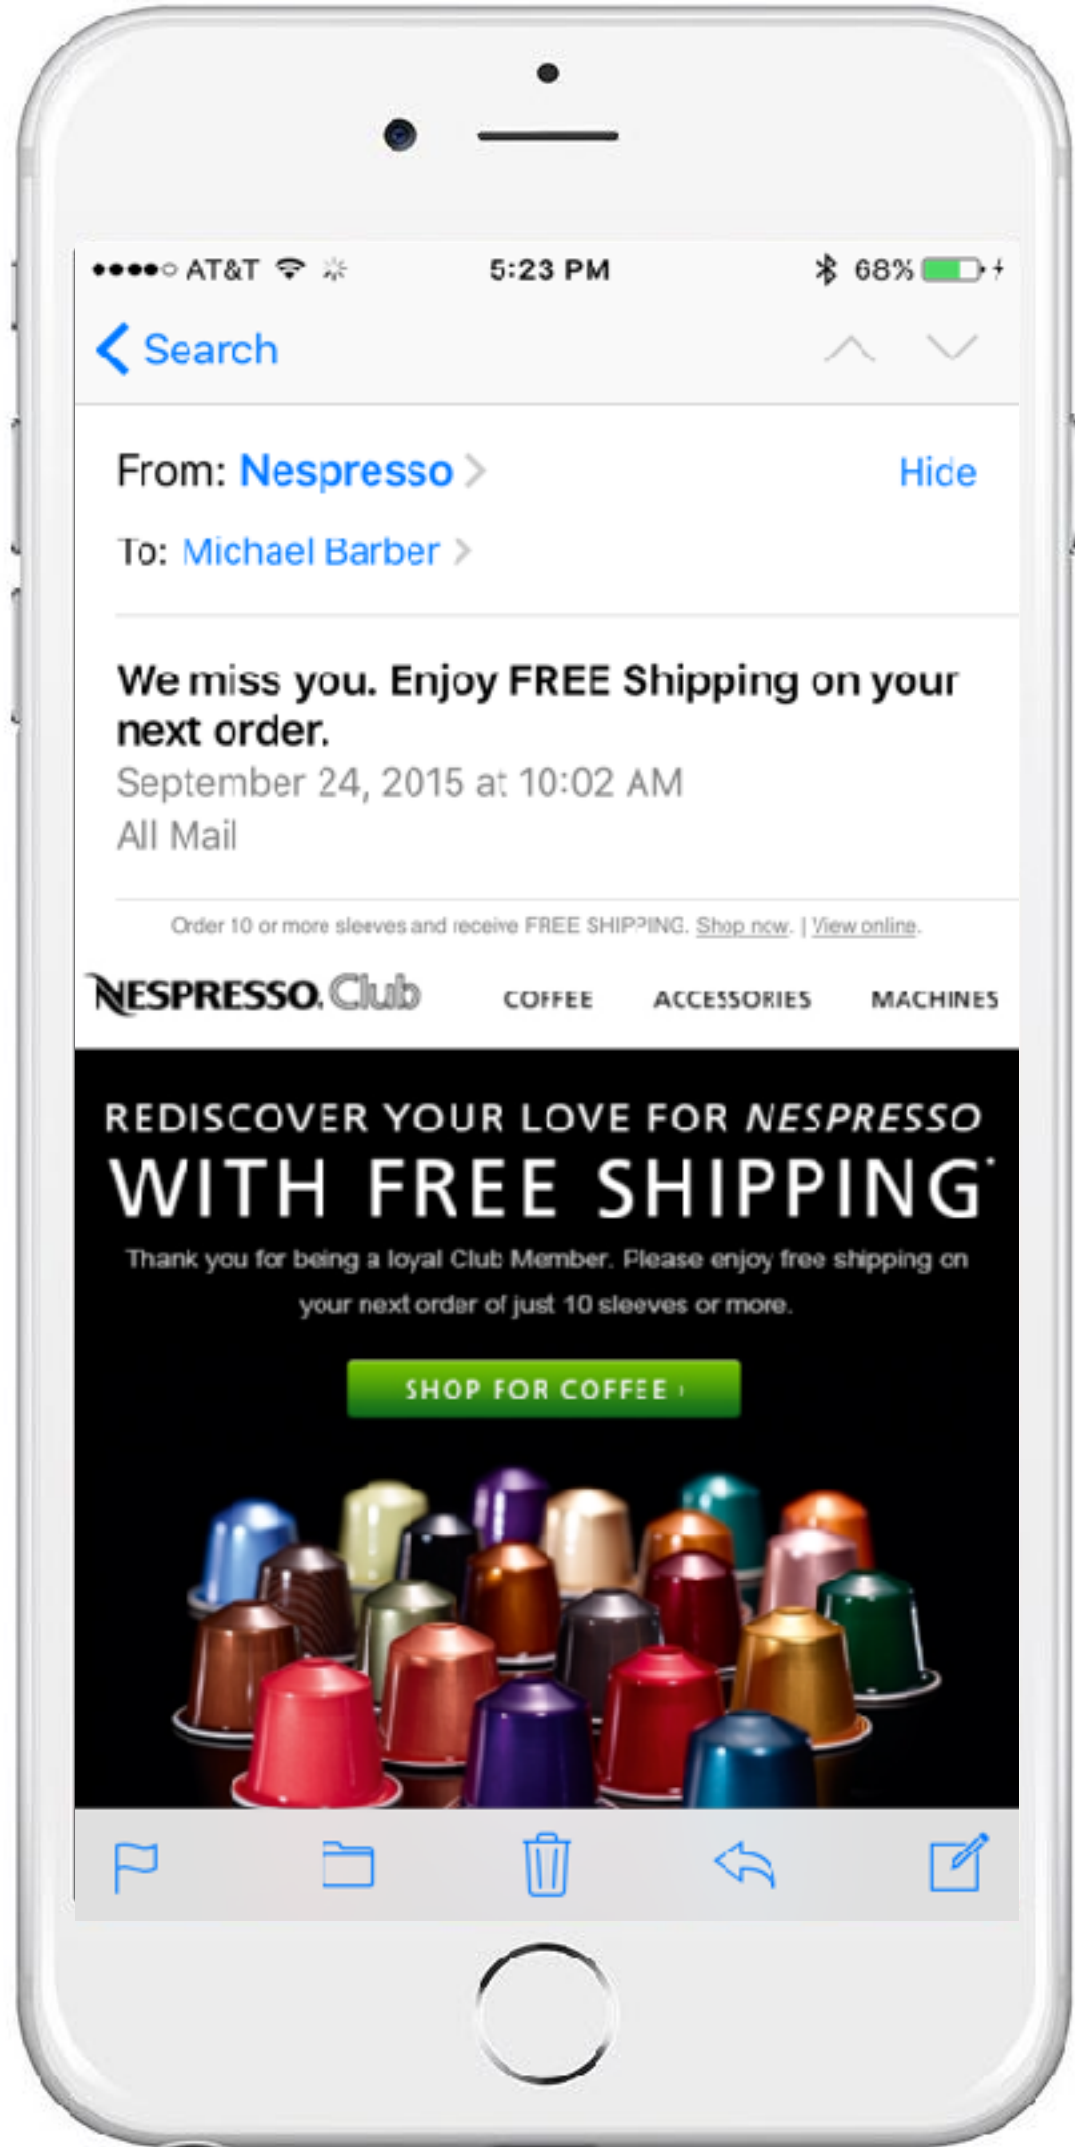 AT&T 5:23 PM 68%
Search
From: Nespresso Hide
To: Michael Barber
We miss you. Enjoy FREE Shipping on your
next order.
September 24, 2015 at 10:02 AM
All Mail
Order 10 or more sleeves and receive FREE SHIPPING. Shop now. | View online.
NESPRESSO. Club COFFEE ACCESSORIES MACHINES
REDISCOVER YOUR LOVE FOR NESPRESSO
WITH FREE SHIPPING*
Thank you for being a loyal Club Member. Please enjoy free shipping on
your next order of just 10 sleeves or more.
SHOP FOR COFFEE ›